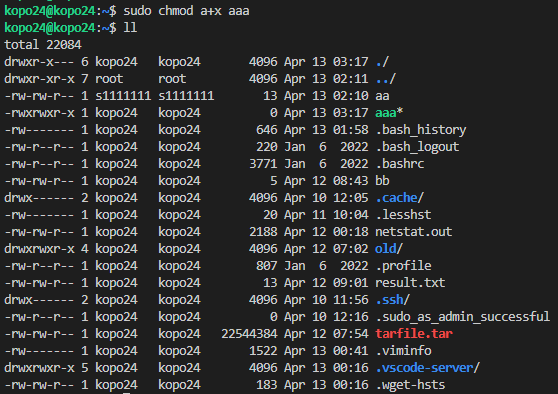 kopo24@kopo24:~$ sudo chmod a+x aaa
kopo24@kopo24:~$ ll
total 22084
drwxr-x--- 6 kopo24   kopo24       4096 Apr 13 03:17 ./
drwxr-xr-x 7 root     root         4096 Apr 13 02:11 ../
-rw-rw-r-- 1 s1111111 s1111111       13 Apr 13 02:10 aa
-rwxrwxr-x 1 kopo24   kopo24          0 Apr 13 03:17 aaa*
-rw------- 1 kopo24   kopo24        646 Apr 13 01:58 .bash_history
-rw-r--r-- 1 kopo24   kopo24        220 Jan  6  2022 .bash_logout
-rw-r--r-- 1 kopo24   kopo24       3771 Jan  6  2022 .bashrc
-rw-rw-r-- 1 kopo24   kopo24          5 Apr 12 08:43 bb
drwx------ 2 kopo24   kopo24       4096 Apr 10 12:05 .cache/
-rw------- 1 kopo24   kopo24         20 Apr 11 10:04 .lesshst
-rw-rw-r-- 1 kopo24   kopo24       2188 Apr 12 00:18 netstat.out
drwxrwxr-x 4 kopo24   kopo24       4096 Apr 12 07:02 old/
-rw-r--r-- 1 kopo24   kopo24        807 Jan  6  2022 .profile
-rw-rw-r-- 1 kopo24   kopo24         13 Apr 12 09:01 result.txt
drwx------ 2 kopo24   kopo24       4096 Apr 10 11:56 .ssh/
-rw-r--r-- 1 kopo24   kopo24          0 Apr 10 12:16 .sudo_as_admin_successful
-rw-rw-r-- 1 kopo24   kopo24   22544384 Apr 12 07:54 tarfile.tar
-rw------- 1 kopo24   kopo24       1522 Apr 13 00:41 .viminfo
drwxrwxr-x 5 kopo24   kopo24       4096 Apr 13 00:16 .vscode-server/
-rw-rw-r-- 1 kopo24   kopo24        183 Apr 13 00:16 .wget-hsts